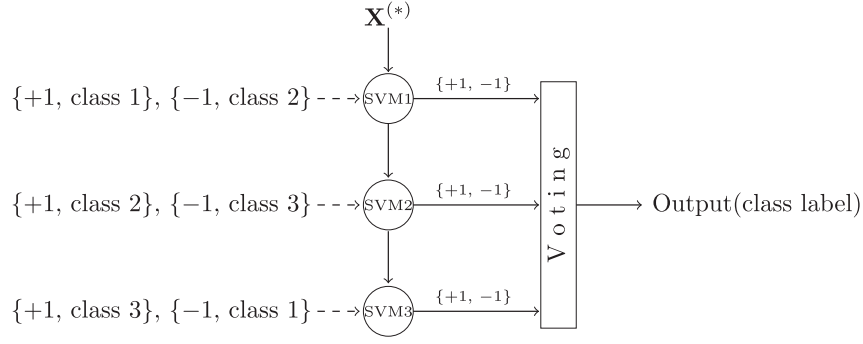 X^(*)
{+1, −1}
{+1, class 1}, {−1, class 2} SVM1
{+1, −1}
{+1, class 2}, {−1, class 3} SVM2
Voting
Output(class label)
{+1, −1}
{+1, class 3}, {−1, class 1} SVM3